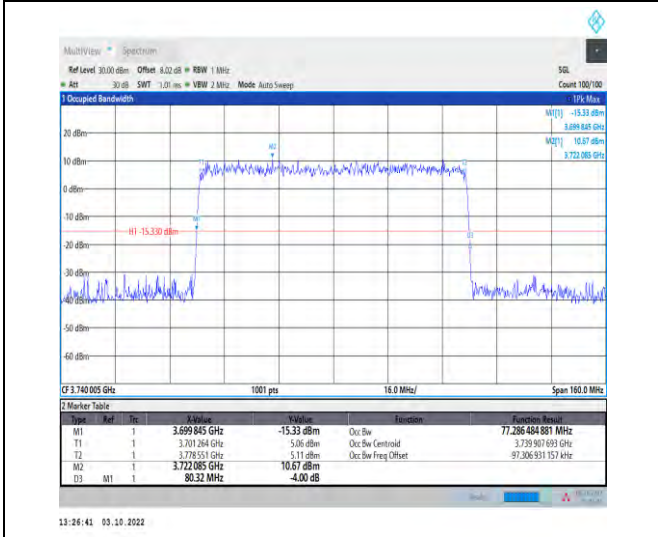 MultiView Spectrum
Ref Level 30.00 dBm Offset 8.02 dB RBW 1 MHz SGL
Att 30 dB SWT 1.01 ms VBW 2 MHz Mode Auto Sweep Count 100/100
1 Occupied Bandwidth 1Pk Max
M1[1] -15.33 dBm
3.699 845 GHz
M2[1] 10.67 dBm
3.722 085 GHz
20 dBm
M2
10 dBm
T1
T2
0 dBm
-10 dBm
M1
H1 -15.330 dBm
D3
-20 dBm
-30 dBm
-40 dBm
-50 dBm
-60 dBm
CF 3.740 005 GHz 1001 pts 16.0 MHz/ Span 160.0 MHz
2 Marker Table
Type Ref Trc X-Value Y-Value Function Function Result
M1 1 3.699 845 GHz -15.33 dBm Occ Bw 77.286 484 881 MHz
T1 1 3.701 264 GHz 5.06 dBm Occ Bw Centroid 3.739 907 693 GHz
T2 1 3.778 551 GHz 5.11 dBm Occ Bw Freq Offset -97.306 931 157 kHz
M2 1 3.722 085 GHz 10.67 dBm
D3 M1 1 80.32 MHz -4.00 dB
13:26:41 03.10.2022